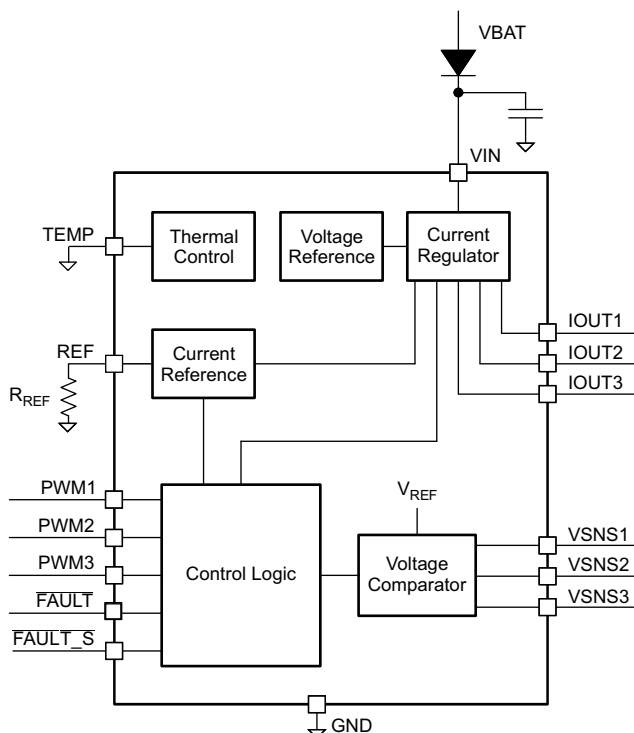 VBAT
VIN
TEMP
Thermal
Control
Voltage
Reference
Current
Regulator
REF
Current
Reference
RREF
IOUT1
IOUT2
IOUT3
PWM1
PWM2
PWM3
FAULT
FAULT_S
Control Logic
VREF
Voltage
Comparator
VSNS1
VSNS2
VSNS3
GND